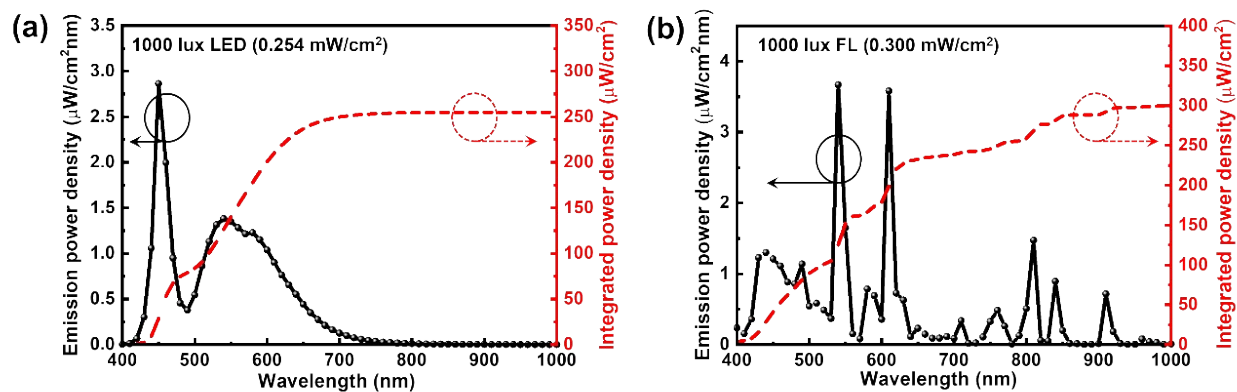 (a)
1000 lux LED (0.254 mW/cm²)
Emission power density (μW/cm²nm)
3.5
3.0
2.5
2.0
1.5
1.0
0.5
0.0
400 500 600 700 800 900 1000
Wavelength (nm)
350
300
250
200
150
100
50
0
Integrated power density (μW/cm²)
(b)
1000 lux FL (0.300 mW/cm²)
Emission power density (μW/cm²nm)
4
3
2
1
0
400 500 600 700 800 900 1000
Wavelength (nm)
400
350
300
250
200
150
100
50
0
Integrated power density (μW/cm²)